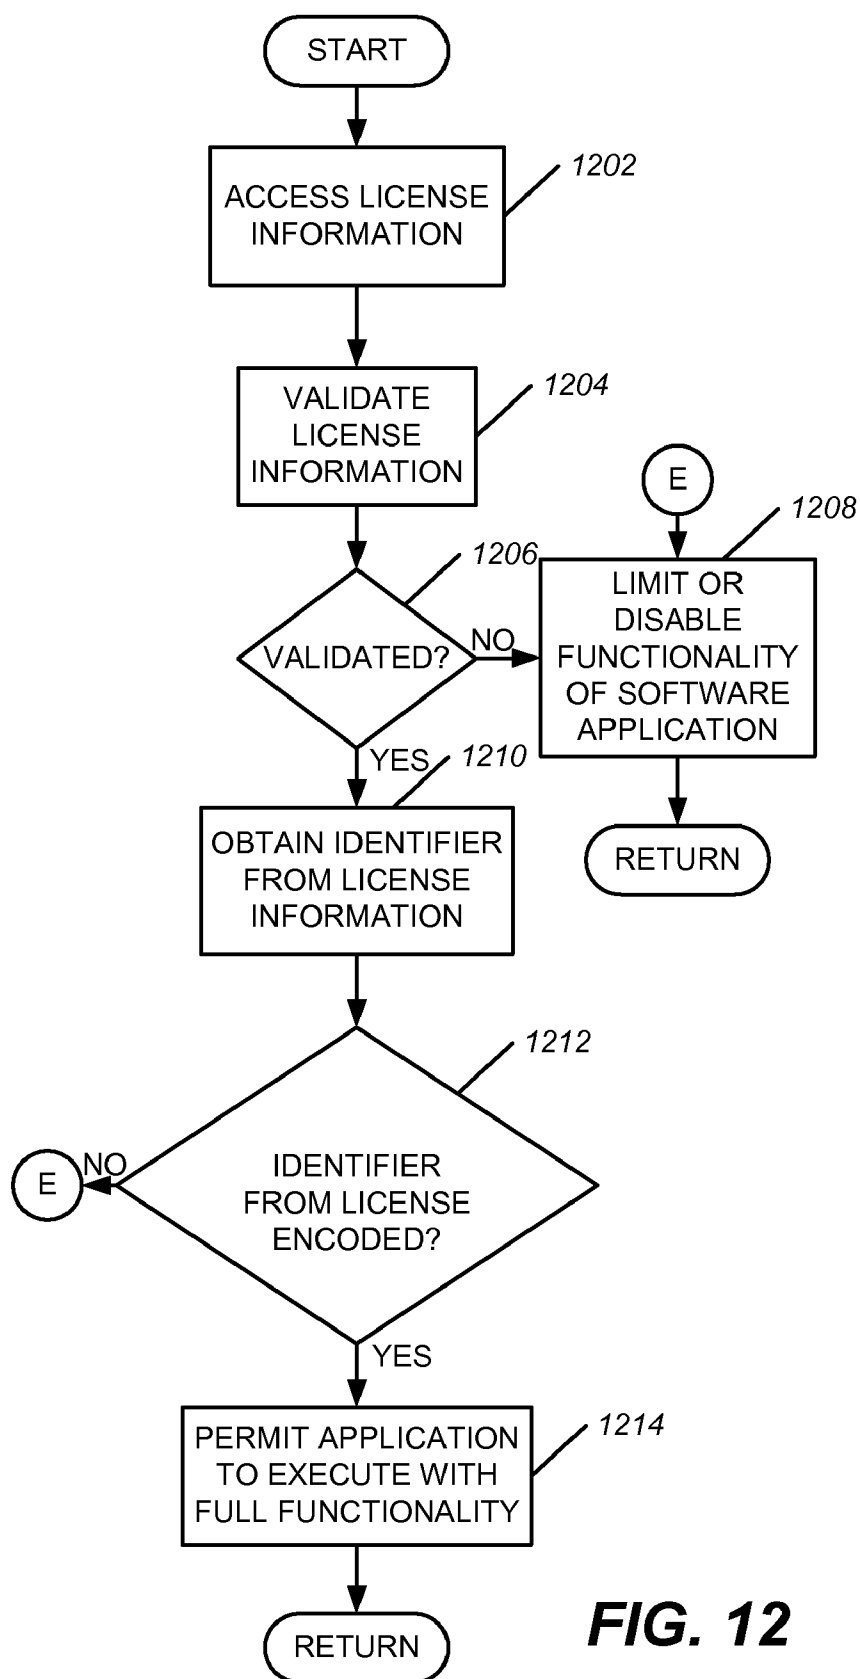 START
1202
ACCESS LICENSE
INFORMATION
1204
VALIDATE
LICENSE
INFORMATION
E
1208
1206
LIMIT OR
DISABLE
FUNCTIONALITY
OF SOFTWARE
APPLICATION
VALIDATED?
NO
YES
1210
OBTAIN IDENTIFIER
FROM LICENSE
INFORMATION
RETURN
1212
IDENTIFIER
FROM LICENSE
ENCODED?
NO
E
YES
1214
PERMIT APPLICATION
TO EXECUTE WITH
FULL FUNCTIONALITY
RETURN
FIG. 12